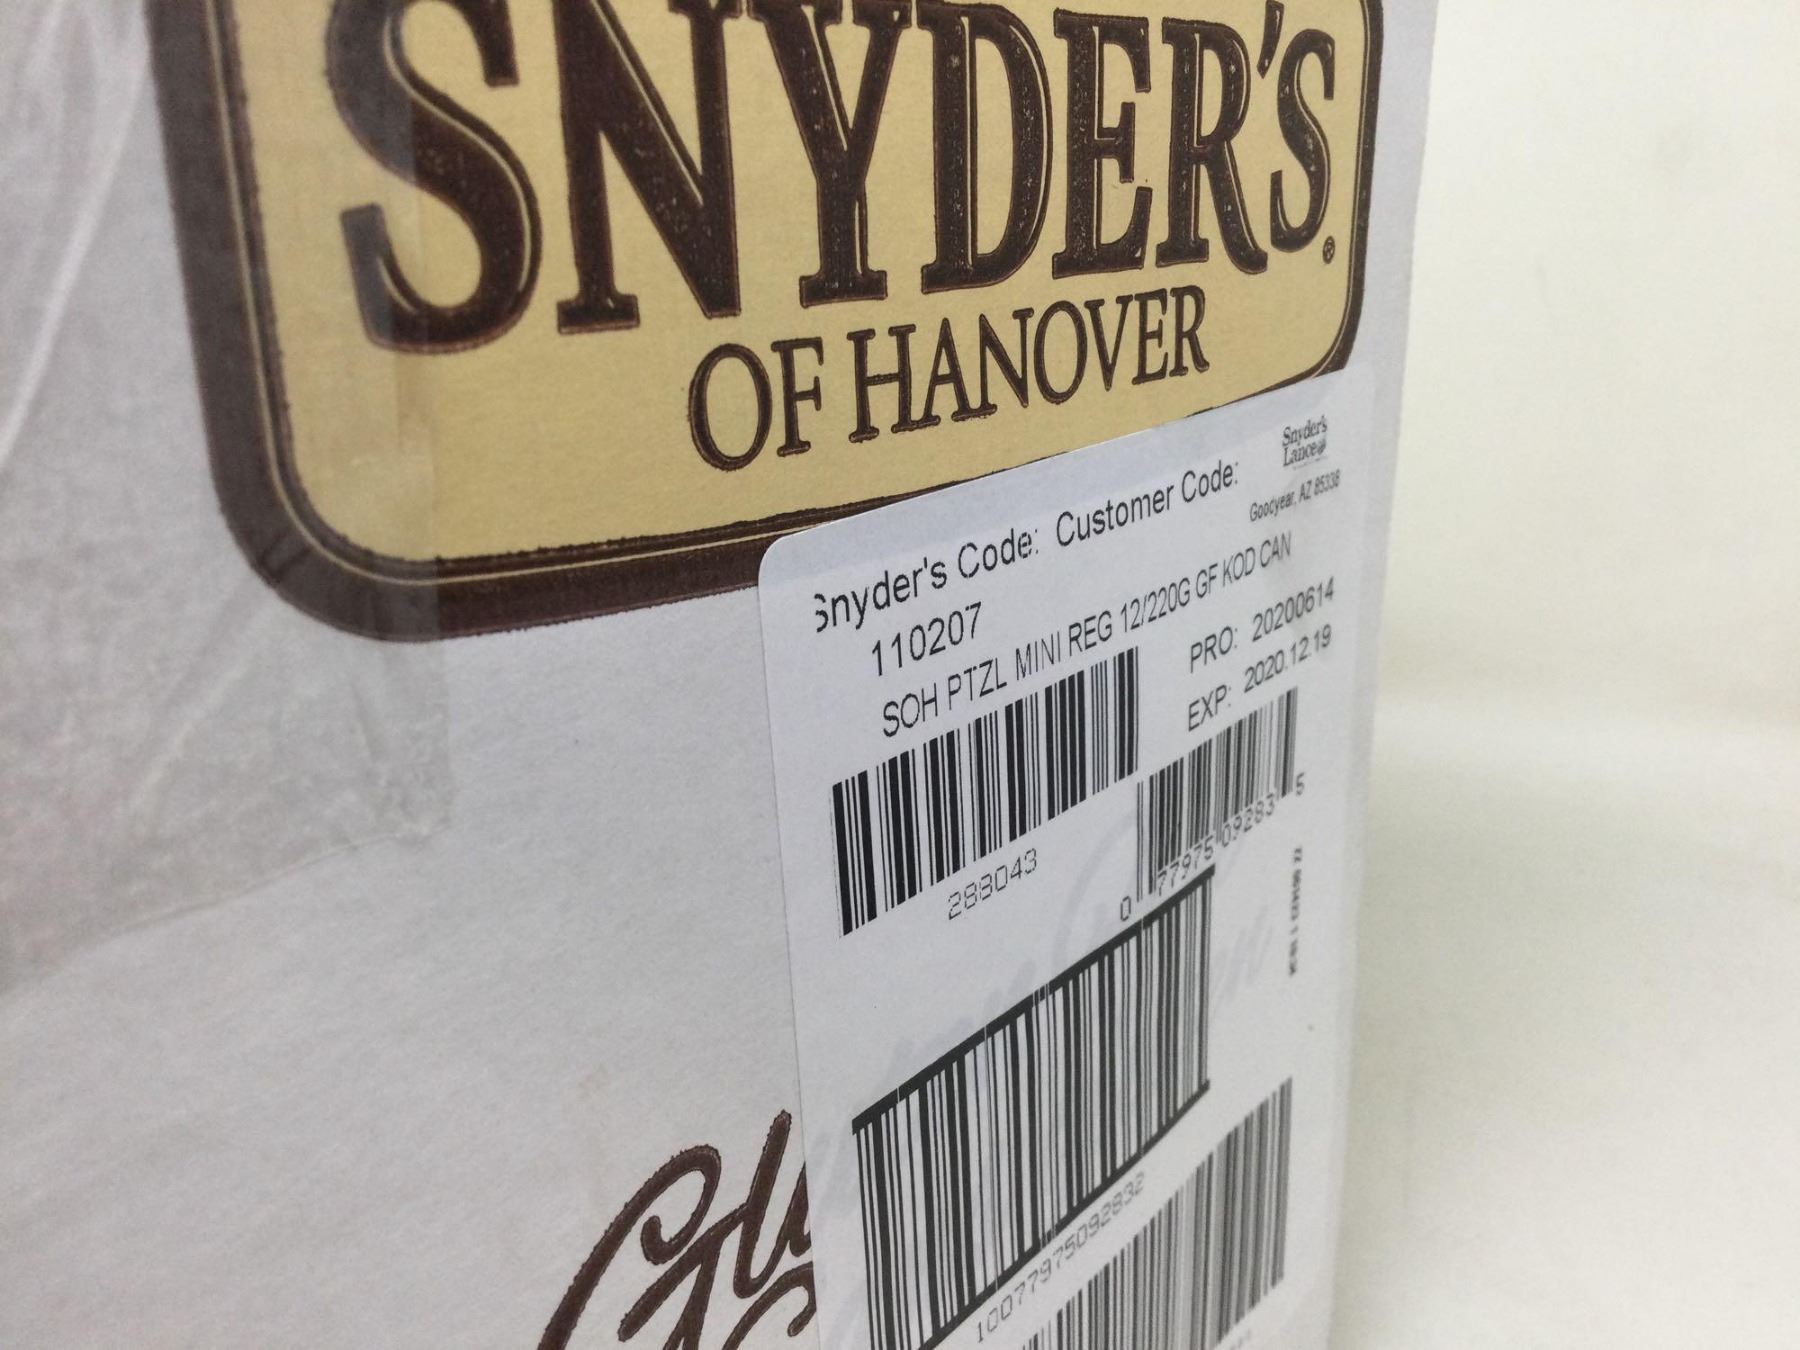 SNYDER'S®
OF HANOVER
Snyder's
Lance
Goodyear, AZ 85338
Snyder's Code: Customer Code:
110207
SOH PTZL MINI REG 12/220G GF KOD CAN
PRO: 20200614
EXP: 2020.12.19
288043
0 77975 09283 5
10077975092832